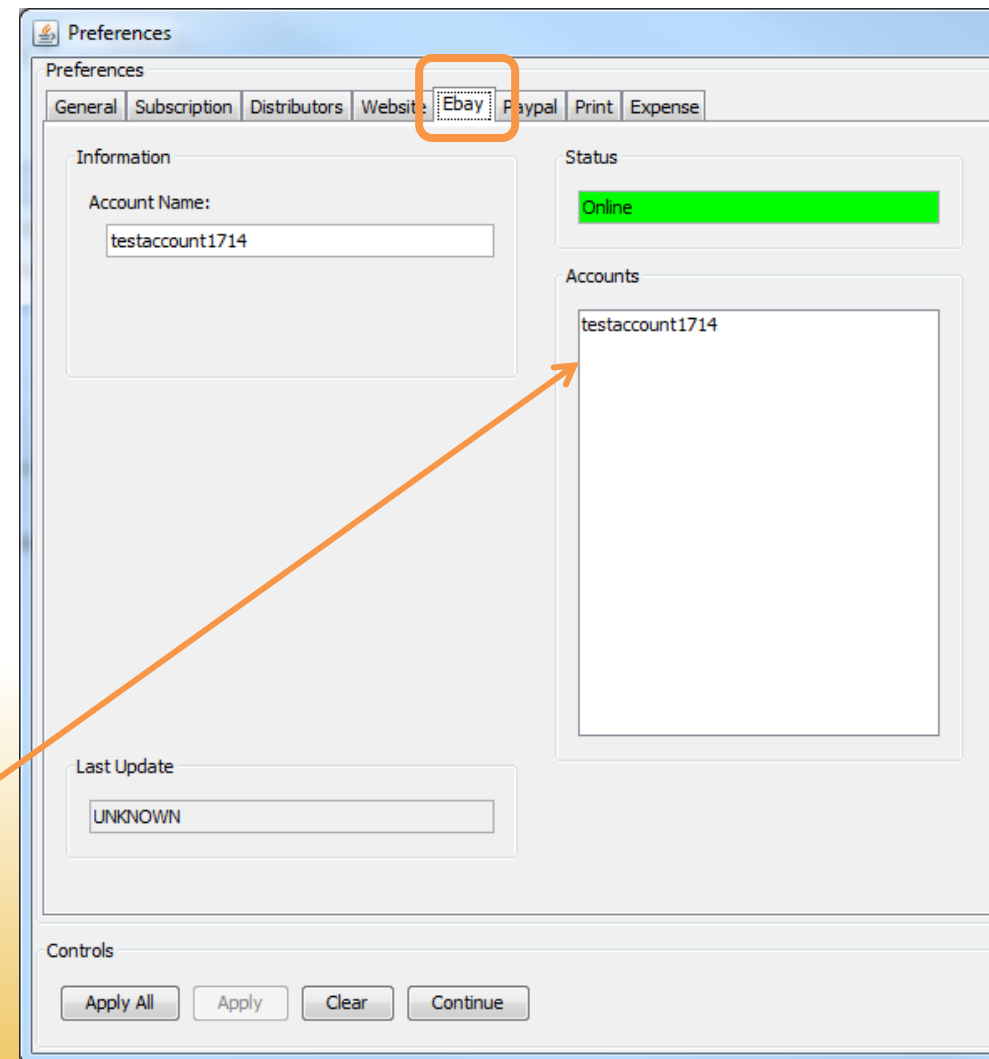 Preferences
Preferences
General Subscription Distributors Website Ebay Paypal Print Expense
Information
Account Name:
testaccount1714
Status
Online
Accounts
testaccount1714
Last Update
UNKNOWN
Controls
Apply All Apply Clear Continue